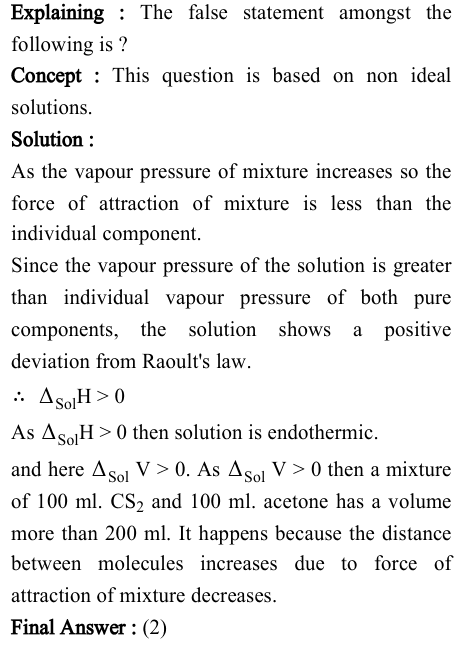 Explaining : The false statement amongst the
following is ?
Concept : This question is based on non ideal
solutions.
Solution :
As the vapour pressure of mixture increases so the
force of attraction of mixture is less than the
individual component.
Since the vapour pressure of the solution is greater
than individual vapour pressure of both pure
components, the solution shows a positive
deviation from Raoult's law.
∴ Δ_Sol H > 0
As Δ_Sol H > 0 then solution is endothermic.
and here Δ_Sol V > 0. As Δ_Sol V > 0 then a mixture
of 100 ml. CS₂ and 100 ml. acetone has a volume
more than 200 ml. It happens because the distance
between molecules increases due to force of
attraction of mixture decreases.
Final Answer : (2)